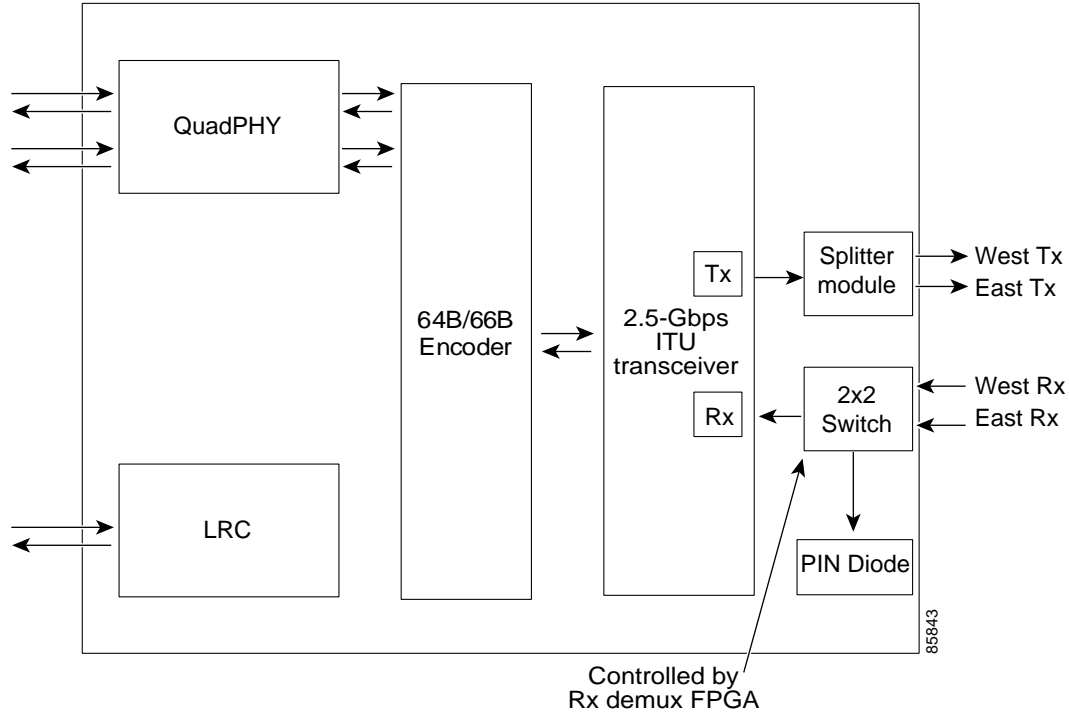 QuadPHY
64B/66B
Encoder
2.5-Gbps
ITU
transceiver
Tx
Rx
Splitter
module
West Tx
East Tx
2x2
Switch
West Rx
East Rx
LRC
PIN Diode
85843
Controlled by
Rx demux FPGA